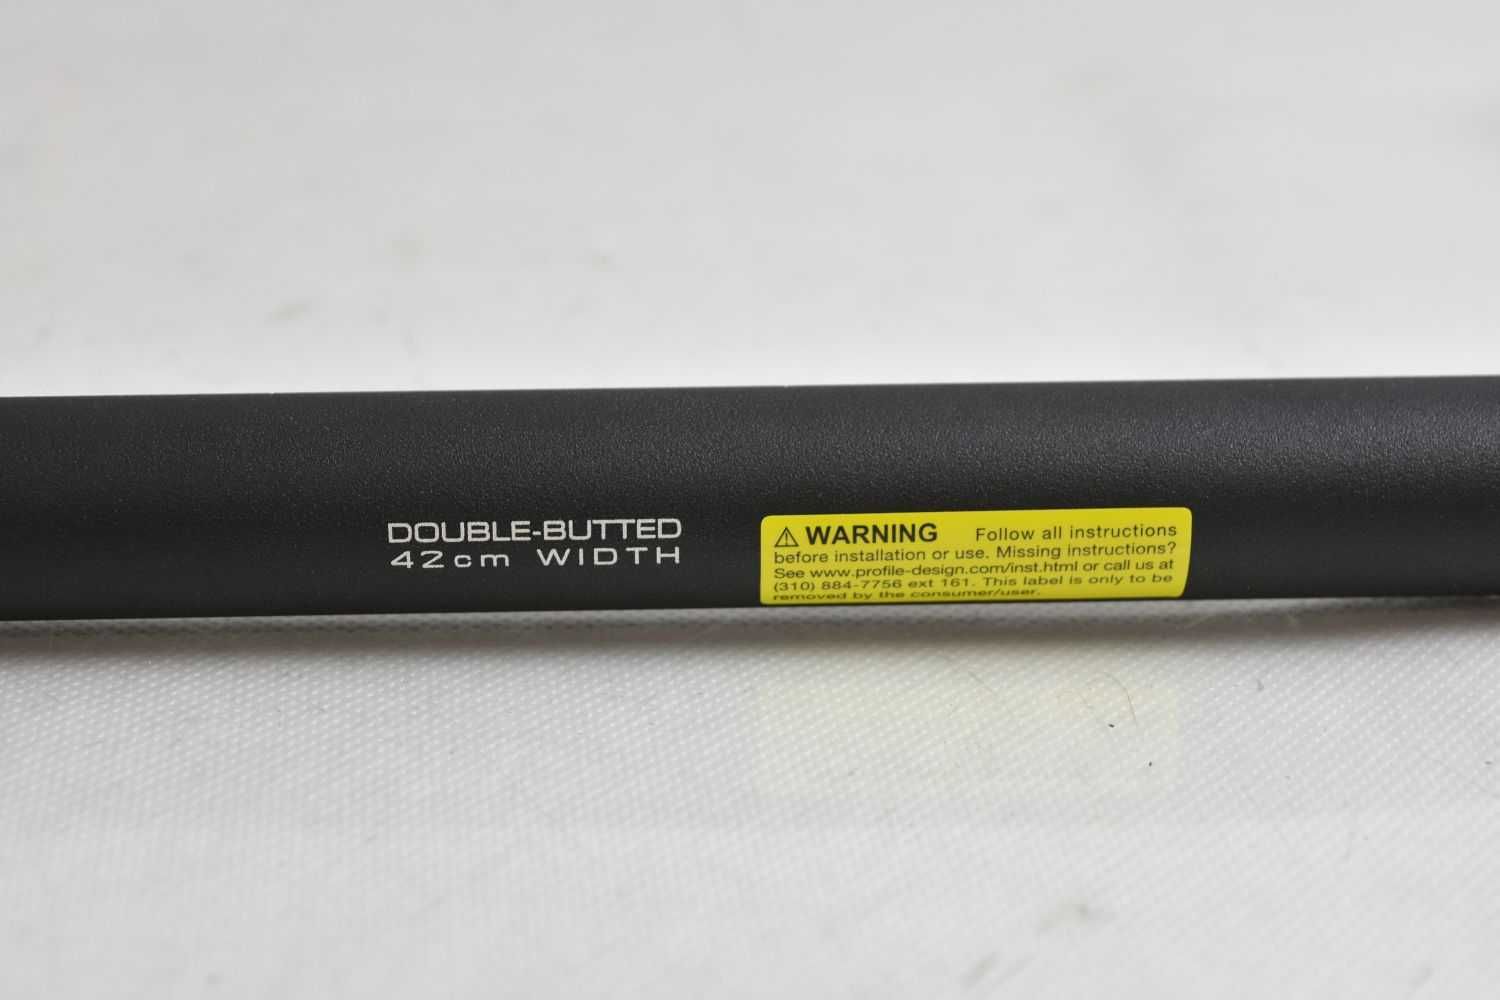 DOUBLE-BUTTED
42cm WIDTH
⚠ WARNING Follow all instructions
before installation or use. Missing instructions?
See www.profile-design.com/inst.html or call us at
(310) 884-7756 ext 161. This label is only to be
removed by the consumer/user.